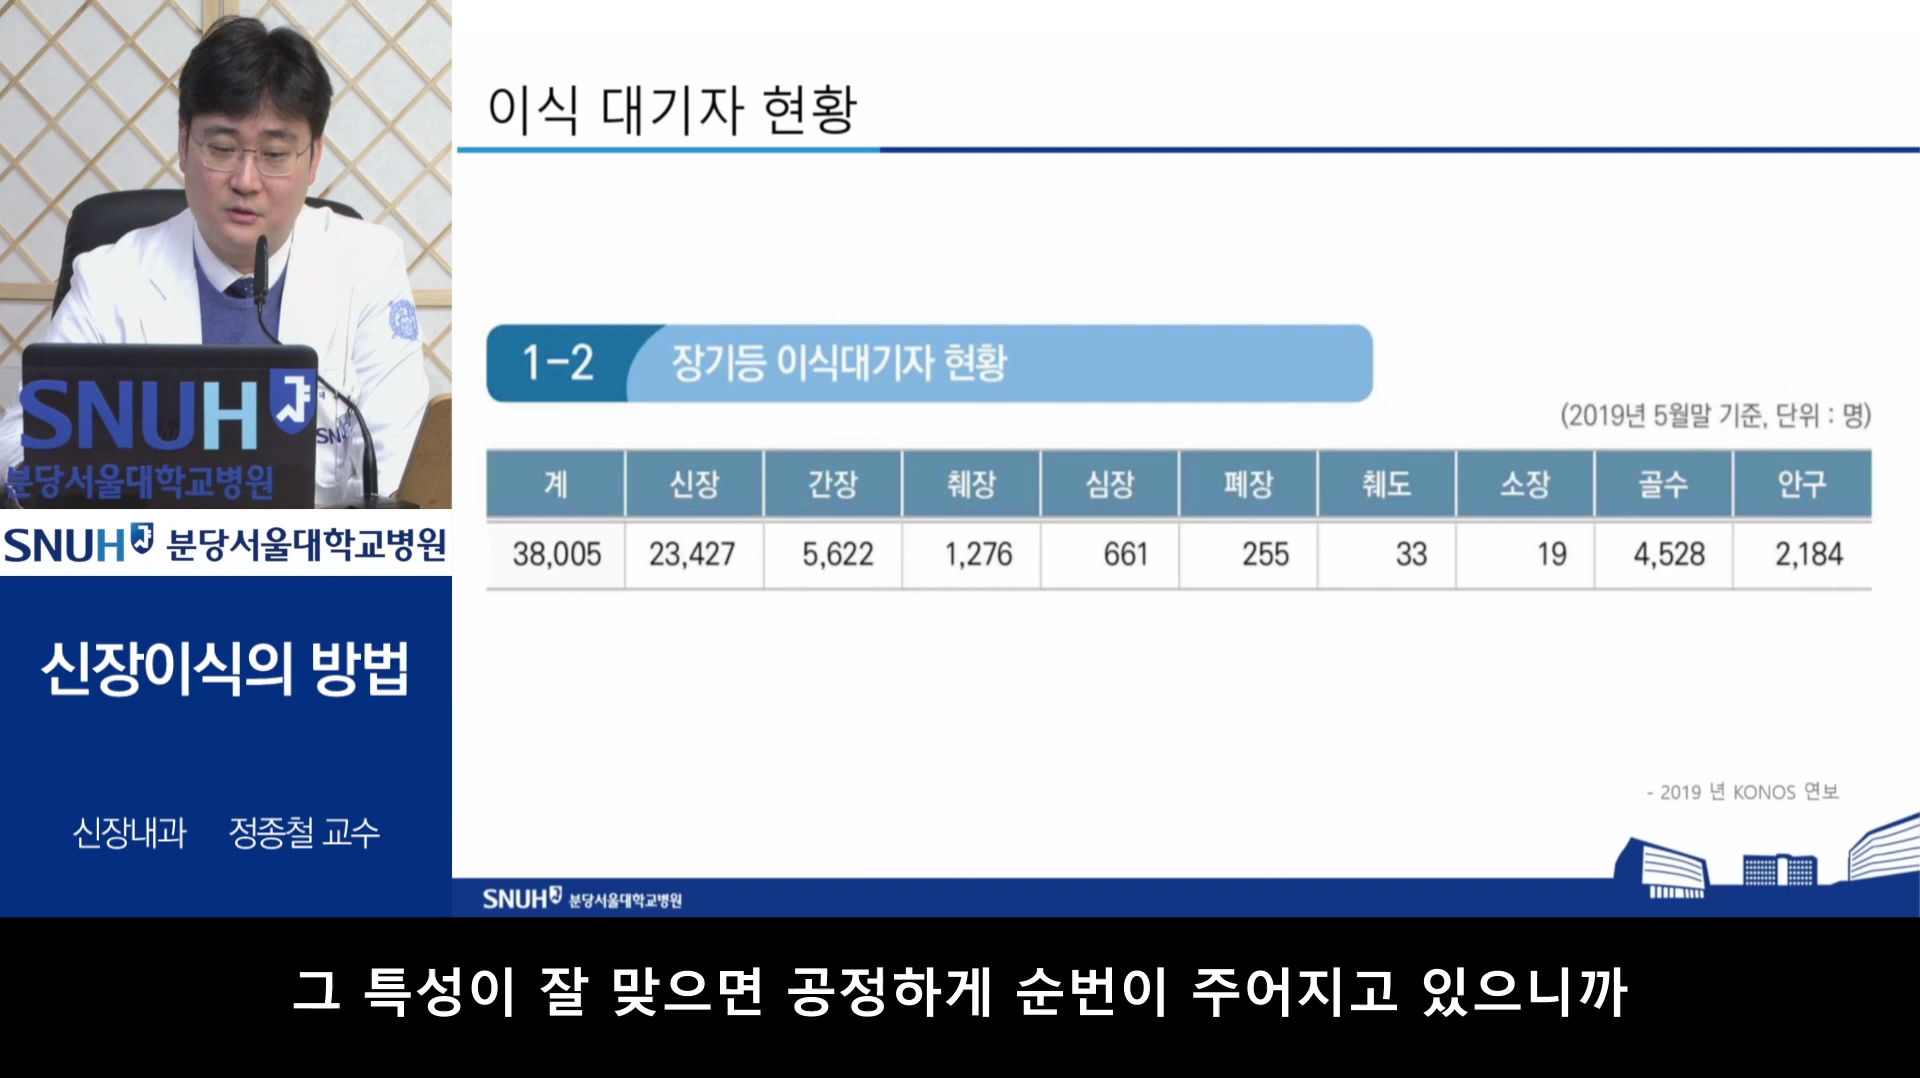 이식 대기자 현황
1-2 장기등 이식대기자 현황
(2019년 5월말 기준, 단위 : 명)
계 신장 간장 췌장 심장 폐장 췌도 소장 골수 안구
38,005 23,427 5,622 1,276 661 255 33 19 4,528 2,184
- 2019 년 KONOS 연보
SNUH 분당서울대학교병원
SNUH
분당서울대학교병원
SNUH 분당서울대학교병원
신장이식의 방법
신장내과 정종철 교수
그 특성이 잘 맞으면 공정하게 순번이 주어지고 있으니까